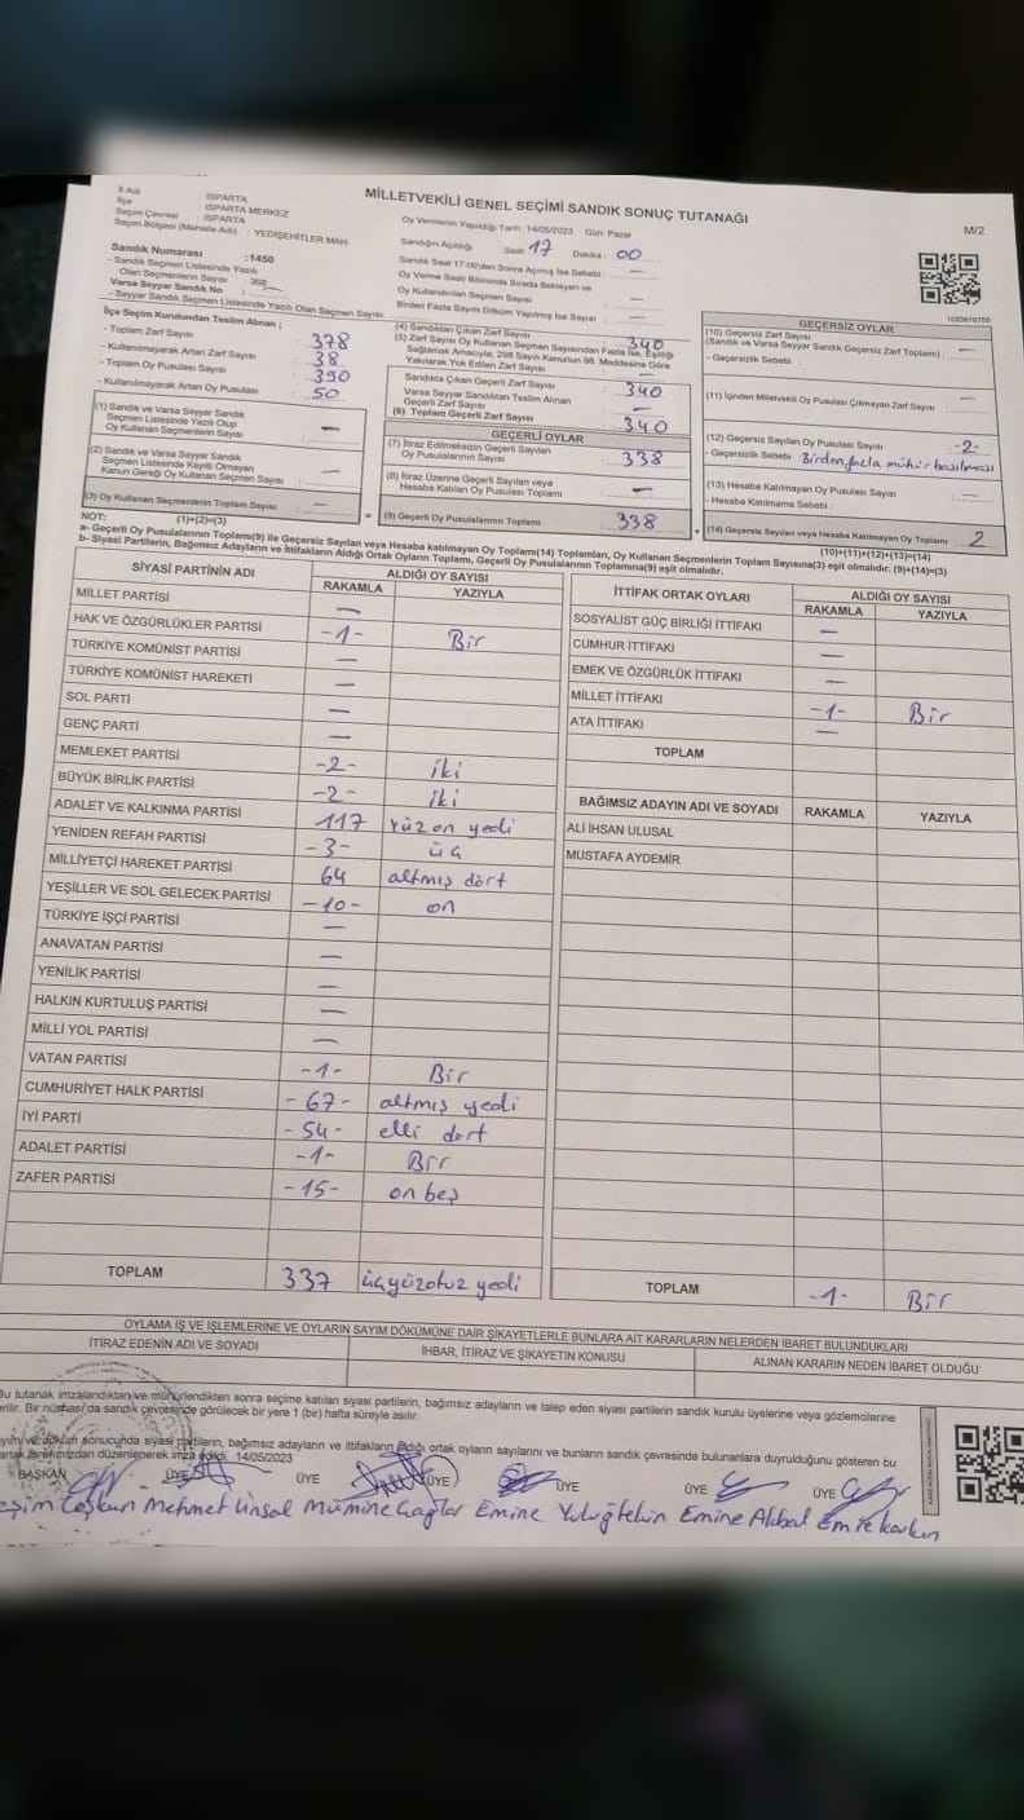 MİLLETVEKİLİ GENEL SEÇİMİ SANDIK SONUÇ TUTANAĞI
M/2
İli Adı : ISPARTA
İlçe : ISPARTA MERKEZ
Seçim Çevresi : ISPARTA
Seçim Bölgesi (Mahalle Adı) : YEDİŞEHİTLER MAH.
Oy Vermenin Yapıldığı Tarih: 14/05/2023 Gün: Pazar
Sandığın Açıldığı Saat: 17 Dakika: 00
Sandık Saat 17:00'den Sonra Açılmış İse Sebebi : —
Oy Verme Saati Bitiminde Sırada Bekleyen ve
Oy Kullandırılan Seçmen Sayısı : —
Birden Fazla Sayım Döküm Yapılmış İse Sayısı : —
Sandık Numarası : 1450
- Sandık Seçmen Listesinde Yazılı
Olan Seçmenlerin Sayısı
Varsa Seyyar Sandık No :
- Seyyar Sandık Seçmen Listesinde Yazılı Olan Seçmen Sayısı
İlçe Seçim Kurulundan Teslim Alınan ;
- Toplam Zarf Sayısı : 378
- Kullanılmayarak Artan Zarf Sayısı : 38
- Toplam Oy Pusulası Sayısı : 390
- Kullanılmayarak Artan Oy Pusulası : 50
(1) Sandık ve Varsa Seyyar Sandık
Seçmen Listesinde Yazılı Olup
Oy Kullanan Seçmenlerin Sayısı —
(2) Sandık ve Varsa Seyyar Sandık
Seçmen Listesinde Kayıtlı Olmayan
Kanun Gereği Oy Kullanan Seçmen Sayısı —
(3) Oy Kullanan Seçmenlerin Toplam Sayısı —
(1)+(2)=(3)
(4) Sandıktan Çıkan Zarf Sayısı 340
(5) Zarf Sayısı Oy Kullanan Seçmen Sayısından Fazla İse, Eşitliği
Sağlamak Amacıyla, 298 Sayılı Kanunun 98. Maddesine Göre
Yakılarak Yok Edilen Zarf Sayısı —
Sandıkta Çıkan Geçerli Zarf Sayısı 340
Varsa Seyyar Sandıktan Teslim Alınan
Geçerli Zarf Sayısı —
(6) Toplam Geçerli Zarf Sayısı 340
GEÇERLİ OYLAR
(7) İtiraz Edilmeksizin Geçerli Sayılan
Oy Pusulalarının Sayısı 338
(8) İtiraz Üzerine Geçerli Sayılan veya
Hesaba Katılan Oy Pusulası Toplamı —
(9) Geçerli Oy Pusulalarının Toplamı 338
GEÇERSİZ OYLAR
(10) Geçersiz Zarf Sayısı
(Sandık ve Varsa Seyyar Sandık Geçersiz Zarf Toplamı) —
- Geçersizlik Sebebi
(11) İçinden Milletvekili Oy Pusulası Çıkmayan Zarf Sayısı —
(12) Geçersiz Sayılan Oy Pusulası Sayısı -2-
- Geçersizlik Sebebi Birden fazla mühür basılması
(13) Hesaba Katılmayan Oy Pusulası Sayısı —
- Hesaba Katılmama Sebebi
(14) Geçersiz Sayılan veya Hesaba Katılmayan Oy Toplamı 2
(10)+(11)+(12)+(13)=(14)
NOT:
a- Geçerli Oy Pusulalarının Toplamı(9) ile Geçersiz Sayılan veya Hesaba katılmayan Oy Toplamı(14) Toplamları, Oy Kullanan Seçmenlerin Toplam Sayısına(3) eşit olmalıdır. (9)+(14)=(3)
b- Siyasi Partilerin, Bağımsız Adayların ve İttifakların Aldığı Ortak Oyların Toplamı, Geçerli Oy Pusulalarının Toplamına(9) eşit olmalıdır.
SİYASİ PARTİNİN ADI ALDIĞI OY SAYISI
RAKAMLA YAZIYLA
MİLLET PARTİSİ —
HAK VE ÖZGÜRLÜKLER PARTİSİ -1- Bir
TÜRKİYE KOMÜNİST PARTİSİ —
TÜRKİYE KOMÜNİST HAREKETİ —
SOL PARTİ —
GENÇ PARTİ —
MEMLEKET PARTİSİ -2- iki
BÜYÜK BİRLİK PARTİSİ -2- iki
ADALET VE KALKINMA PARTİSİ 117 Yüz on yedi
YENİDEN REFAH PARTİSİ -3- üç
MİLLİYETÇİ HAREKET PARTİSİ 64 altmış dört
YEŞİLLER VE SOL GELECEK PARTİSİ -10- on
TÜRKİYE İŞÇİ PARTİSİ —
ANAVATAN PARTİSİ —
YENİLİK PARTİSİ —
HALKIN KURTULUŞ PARTİSİ —
MİLLİ YOL PARTİSİ —
VATAN PARTİSİ -1- Bir
CUMHURİYET HALK PARTİSİ -67- altmış yedi
İYİ PARTİ -54- elli dört
ADALET PARTİSİ -1- Bir
ZAFER PARTİSİ -15- on beş
TOPLAM 337 üçyüzotuz yedi
İTTİFAK ORTAK OYLARI ALDIĞI OY SAYISI
RAKAMLA YAZIYLA
SOSYALİST GÜÇ BİRLİĞİ İTTİFAKI —
CUMHUR İTTİFAKI —
EMEK VE ÖZGÜRLÜK İTTİFAKI —
MİLLET İTTİFAKI -1- Bir
ATA İTTİFAKI —
TOPLAM
BAĞIMSIZ ADAYIN ADI VE SOYADI RAKAMLA YAZIYLA
ALİ İHSAN ULUSAL
MUSTAFA AYDEMİR
TOPLAM -1- Bir
OYLAMA İŞ VE İŞLEMLERİNE VE OYLARIN SAYIM DÖKÜMÜNE DAİR ŞİKAYETLERLE BUNLARA AİT KARARLARIN NELERDEN İBARET BULUNDUKLARI
İTİRAZ EDENİN ADI VE SOYADI İHBAR, İTİRAZ VE ŞİKAYETİN KONUSU ALINAN KARARIN NEDEN İBARET OLDUĞU
Bu tutanak imzalandıktan ve mühürlendikten sonra seçime katılan siyasi partilerin, bağımsız adayların ve talep eden siyasi partilerin sandık kurulu üyelerine veya gözlemcilerine
Bir nüshası da sandık çevresinde görülecek bir yere 1 (bir) hafta süreyle asılır.
sonucunda siyasi partilerin, bağımsız adayların ve ittifakların aldığı ortak oyların sayılarını ve bunların sandık çevresinde bulunanlara duyrulduğunu gösteren bu
düzenleyerek imza edildi. 14/05/2023
BAŞKAN ÜYE ÜYE ÜYE ÜYE ÜYE ÜYE
Coşkun Mehmet Ünsal Mümine Çağlar Emine Emine Akbal Emre